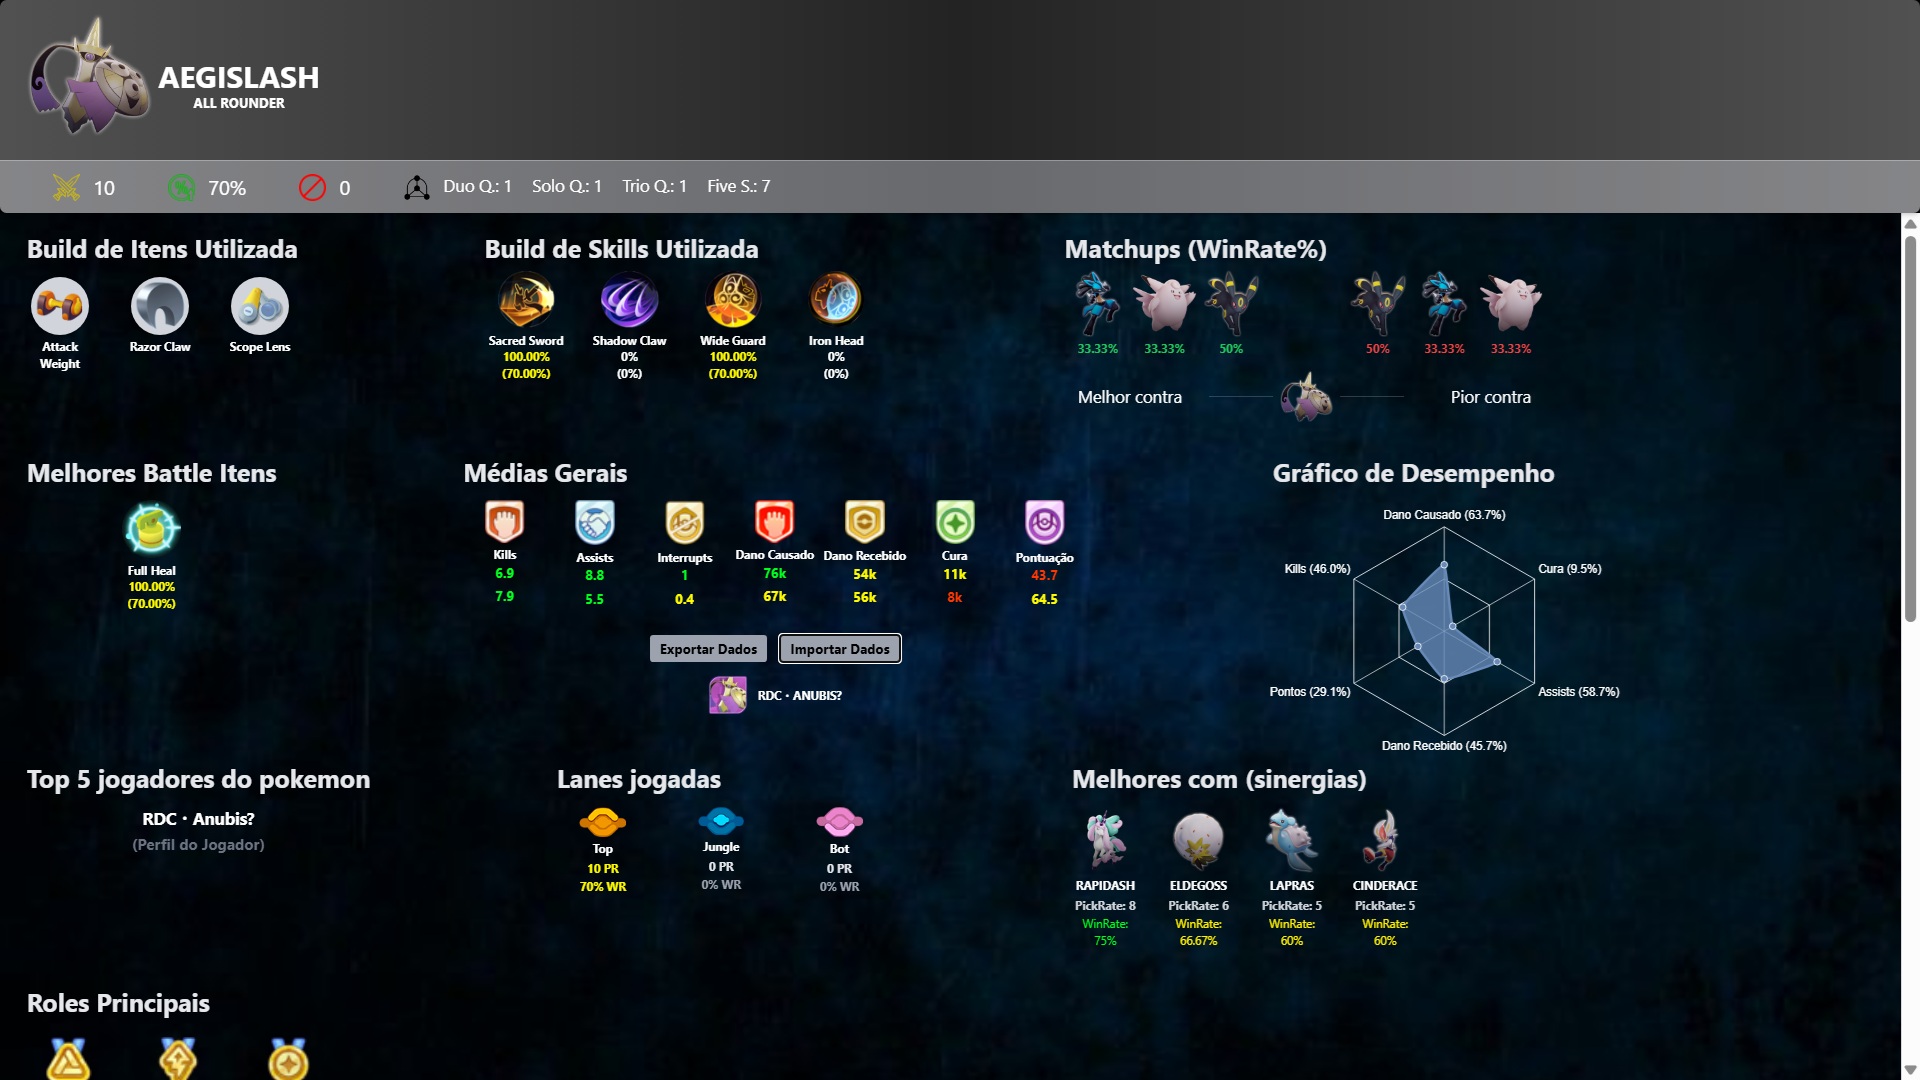 AEGISLASH
ALL ROUNDER
10
70%
0
Duo Q.: 1 Solo Q.: 1 Trio Q.: 1 Five S.: 7
Build de Itens Utilizada
Attack
Weight
Razor Claw
Scope Lens
Build de Skills Utilizada
Sacred Sword
100.00%
(70.00%)
Shadow Claw
0%
(0%)
Wide Guard
100.00%
(70.00%)
Iron Head
0%
(0%)
Matchups (WinRate%)
33.33%
33.33%
50%
50%
33.33%
33.33%
Melhor contra
Pior contra
Melhores Battle Itens
Full Heal
100.00%
(70.00%)
Médias Gerais
Kills
6.9
7.9
Assists
8.8
5.5
Interrupts
1
0.4
Dano Causado
76k
67k
Dano Recebido
54k
56k
Cura
11k
8k
Pontuação
43.7
64.5
Exportar Dados
Importar Dados
RDC • ANUBIS?
Gráfico de Desempenho
Dano Causado (63.7%)
Kills (46.0%)
Cura (9.5%)
Pontos (29.1%)
Assists (58.7%)
Dano Recebido (45.7%)
Top 5 jogadores do pokemon
RDC • Anubis?
(Perfil do Jogador)
Lanes jogadas
Top
10 PR
70% WR
Jungle
0 PR
0% WR
Bot
0 PR
0% WR
Melhores com (sinergias)
RAPIDASH
PickRate: 8
WinRate:
75%
ELDEGOSS
PickRate: 6
WinRate:
66.67%
LAPRAS
PickRate: 5
WinRate:
60%
CINDERACE
PickRate: 5
WinRate:
60%
Roles Principais